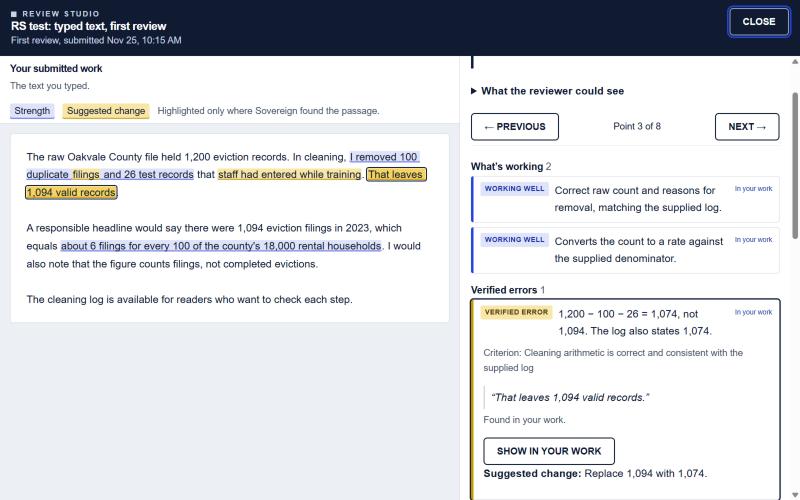 REVIEW STUDIO
RS test: typed text, first review
First review, submitted Nov 25, 10:15 AM
CLOSE
Your submitted work
The text you typed.
Strength
Suggested change
Highlighted only where Sovereign found the passage.
The raw Oakvale County file held 1,200 eviction records. In cleaning, I removed 100
duplicate filings and 26 test records that staff had entered while training. That leaves
1,094 valid records.
A responsible headline would say there were 1,094 eviction filings in 2023, which
equals about 6 filings for every 100 of the county's 18,000 rental households. I would
also note that the figure counts filings, not completed evictions.
The cleaning log is available for readers who want to check each step.
What the reviewer could see
← PREVIOUS
Point 3 of 8
NEXT →
What's working 2
WORKING WELL
Correct raw count and reasons for
removal, matching the supplied log.
In your work
WORKING WELL
Converts the count to a rate against
the supplied denominator.
In your work
Verified errors 1
VERIFIED ERROR
1,200 − 100 − 26 = 1,074, not
1,094. The log also states 1,074.
In your work
Criterion: Cleaning arithmetic is correct and consistent with the
supplied log
“That leaves 1,094 valid records.”
Found in your work.
SHOW IN YOUR WORK
Suggested change: Replace 1,094 with 1,074.